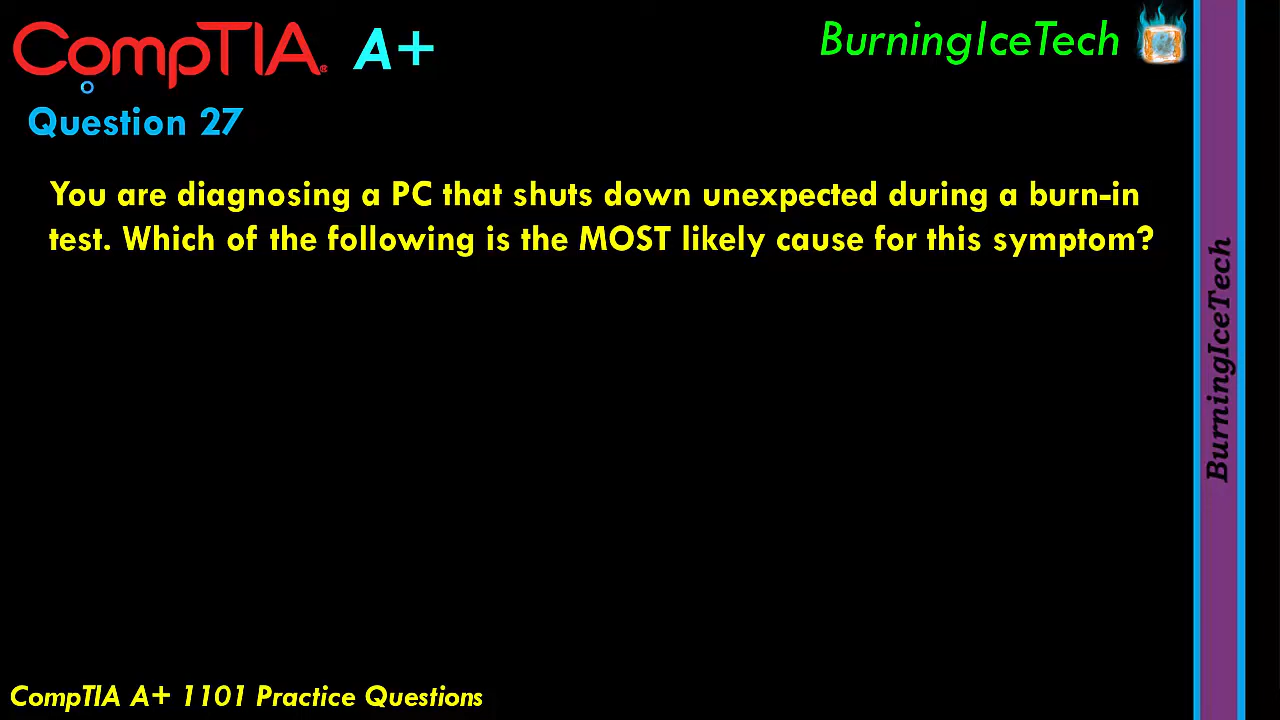 CompTIA® A+
BurningIceTech
Question 27
You are diagnosing a PC that shuts down unexpected during a burn-in
test. Which of the following is the MOST likely cause for this symptom?
BurningIceTech
CompTIA A+ 1101 Practice Questions